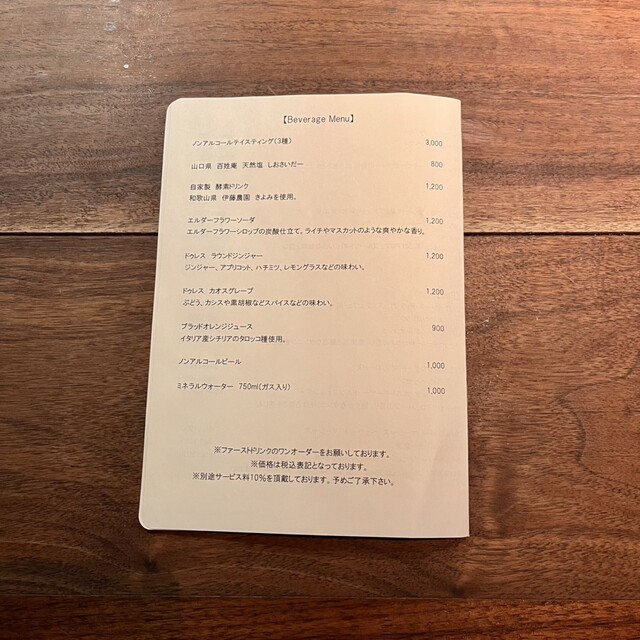 【Beverage Menu】
ノンアルコールテイスティング(3種) 3,000
山口県 百姓庵 天然塩 しおさいだー 800
自家製 酵素ドリンク 1,200
和歌山県 伊藤農園 きよみを使用。
エルダーフラワーソーダ 1,200
エルダーフラワーシロップの炭酸仕立て。ライチやマスカットのような爽やかな香り。
ドゥレス ラウンドジンジャー 1,200
ジンジャー、アプリコット、ハチミツ、レモングラスなどの味わい。
ドゥレス カオスグレープ 1,200
ぶどう、カシスや黒胡椒などスパイスなどの味わい。
ブラッドオレンジジュース 900
イタリア産シチリアのタロッコ種使用。
ノンアルコールビール 1,000
ミネラルウォーター 750ml(ガス入り) 1,000
※ファーストドリンクのワンオーダーをお願いしております。
※価格は税込表記となっております。
※別途サービス料10%を頂戴しております。予めご了承下さい。